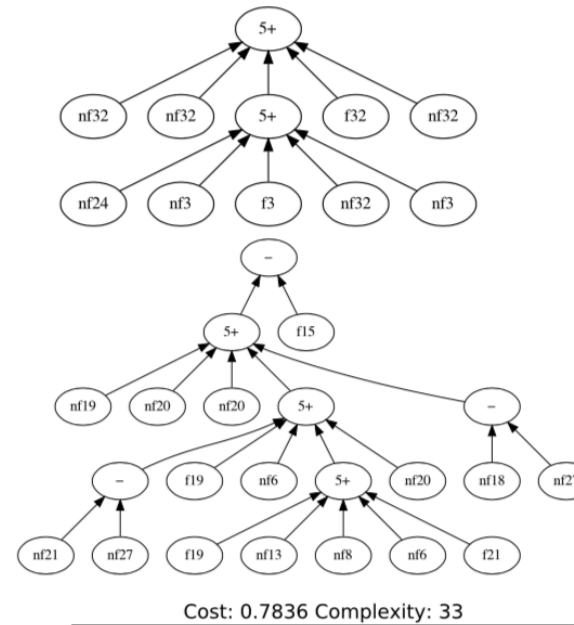 5+
nf32 nf32 5+ f32 nf32
nf24 nf3 f3 nf32 nf3
–
5+ f15
nf19 nf20 nf20 5+ –
– f19 nf6 5+ nf20 nf18
nf21 nf27 f19 nf13 nf8 nf6 f21
Cost: 0.7836 Complexity: 33